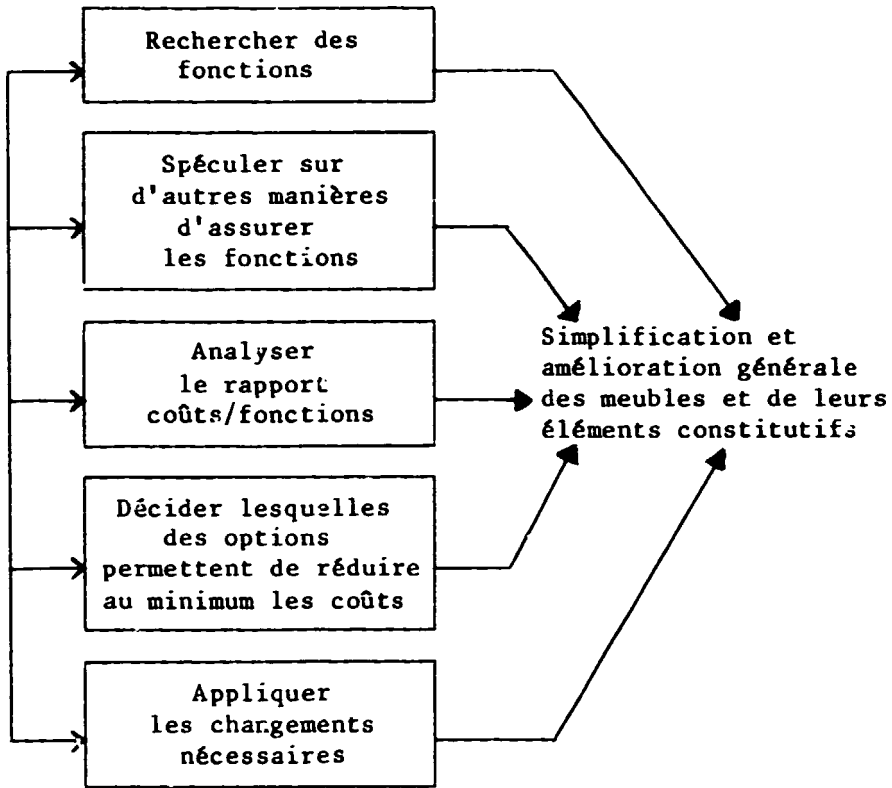 Rechercher des
fonctions
Spéculer sur
d'autres manières
d'assurer
les fonctions
Analyser
le rapport
coûts/fonctions
Décider lesquelles
des options
permettent de réduire
au minimum les coûts
Appliquer
les changements
nécessaires
Simplification et
amélioration générale
des meubles et de leurs
éléments constitutifs